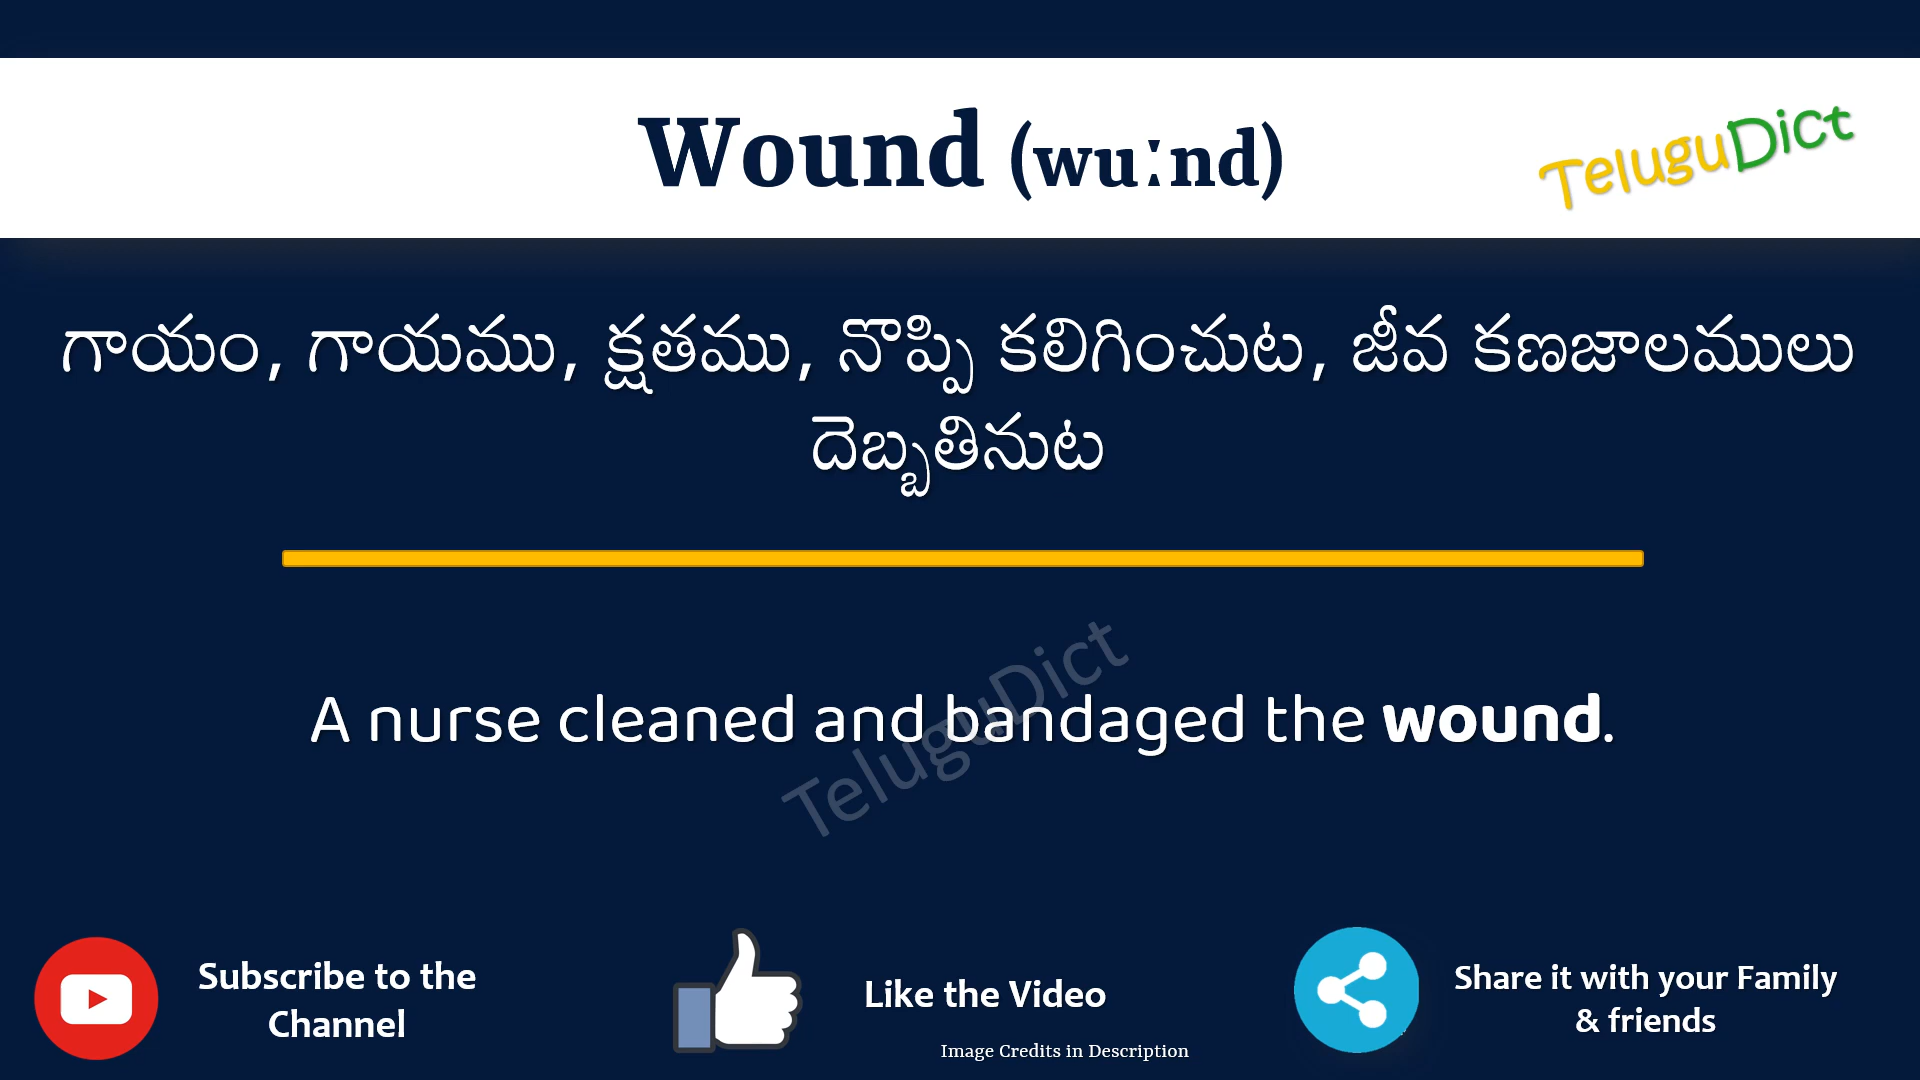 Wound (wuːnd)
TeluguDict
గాయం, గాయము, క్షతము, నొప్పి కలిగించుట, జీవ కణజాలములు
దెబ్బతినుట
A nurse cleaned and bandaged the wound.
TeluguDict
Subscribe to the
Channel
Like the Video
Share it with your Family
& friends
Image Credits in Description